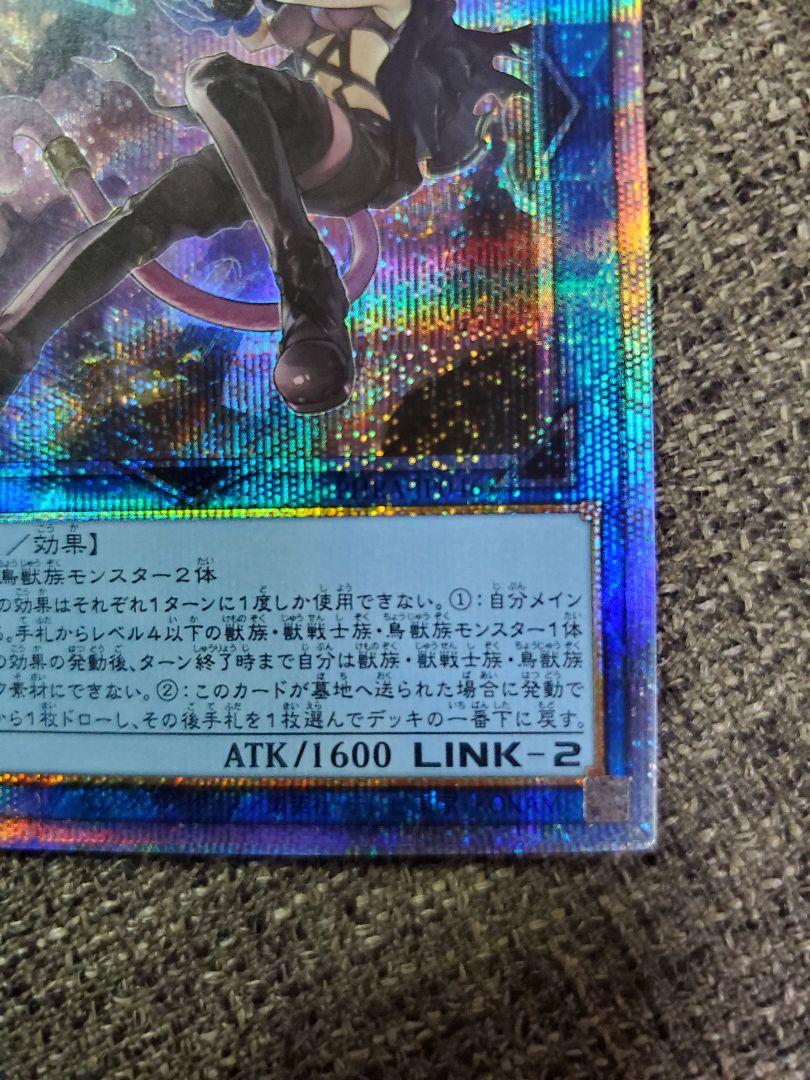 ／効果】
鳥獣族モンスター2体
の効果はそれぞれ1ターンに1度しか使用できない。①:自分メイン
る。手札からレベル4以下の獣族・獣戦士族・鳥獣族モンスター1体
の効果の発動後、ターン終了時まで自分は獣族・獣戦士族・鳥獣族
ク素材にできない。②:このカードが墓地へ送られた場合に発動で
から1枚ドローし、その後手札を1枚選んでデッキの一番下に戻す。
ATK/1600 LINK-2
KONAMI